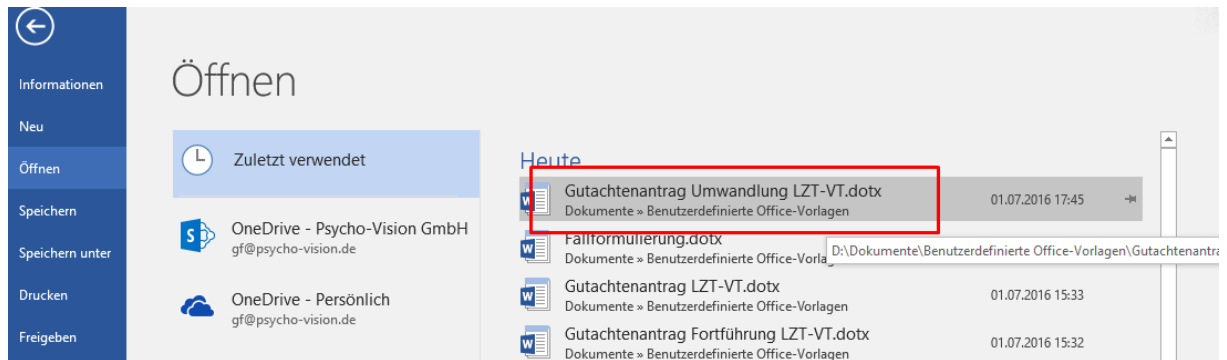 Öffnen
Informationen
Neu
Öffnen
Speichern
Speichern unter
Drucken
Freigeben
Zuletzt verwendet
OneDrive - Psycho-Vision GmbH
gf@psycho-vision.de
OneDrive - Persönlich
gf@psycho-vision.de
Heute
Gutachtenantrag Umwandlung LZT-VT.dotx
Dokumente » Benutzerdefinierte Office-Vorlagen
01.07.2016 17:45
Fallformulierung.dotx
Dokumente » Benutzerdefinierte Office-Vorlag
D:\Dokumente\Benutzerdefinierte Office-Vorlagen\Gutachtenantra
Gutachtenantrag LZT-VT.dotx
Dokumente » Benutzerdefinierte Office-Vorlagen
01.07.2016 15:33
Gutachtenantrag Fortführung LZT-VT.dotx
Dokumente » Benutzerdefinierte Office-Vorlagen
01.07.2016 15:32